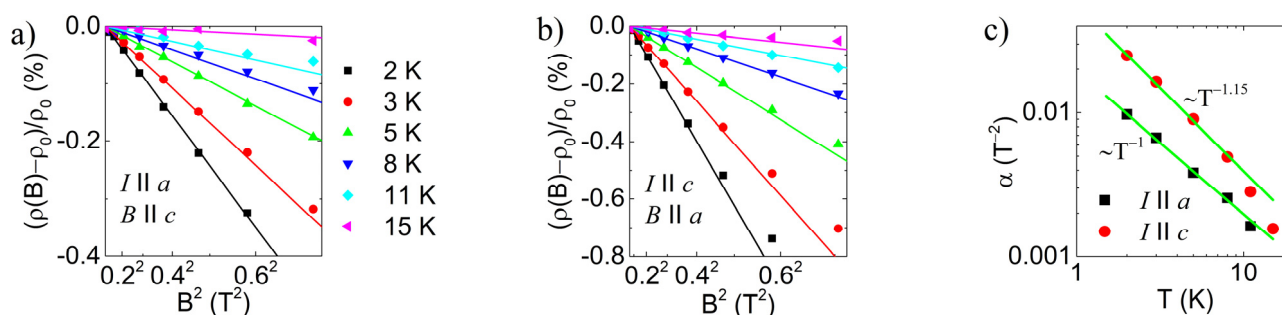 a)
(ρ(B)−ρ₀)/ρ₀ (%)
0.0
-0.2
-0.4
0.2² 0.4² 0.6²
B² (T²)
I || a
B || c
2 K
3 K
5 K
8 K
11 K
15 K
b)
(ρ(B)−ρ₀)/ρ₀ (%)
0.0
-0.2
-0.4
-0.6
-0.8
0.2² 0.4² 0.6²
B² (T²)
I || c
B || a
c)
α (T⁻²)
0.01
0.001
1 10
T (K)
~T⁻¹·¹⁵
~T⁻¹
I || a
I || c